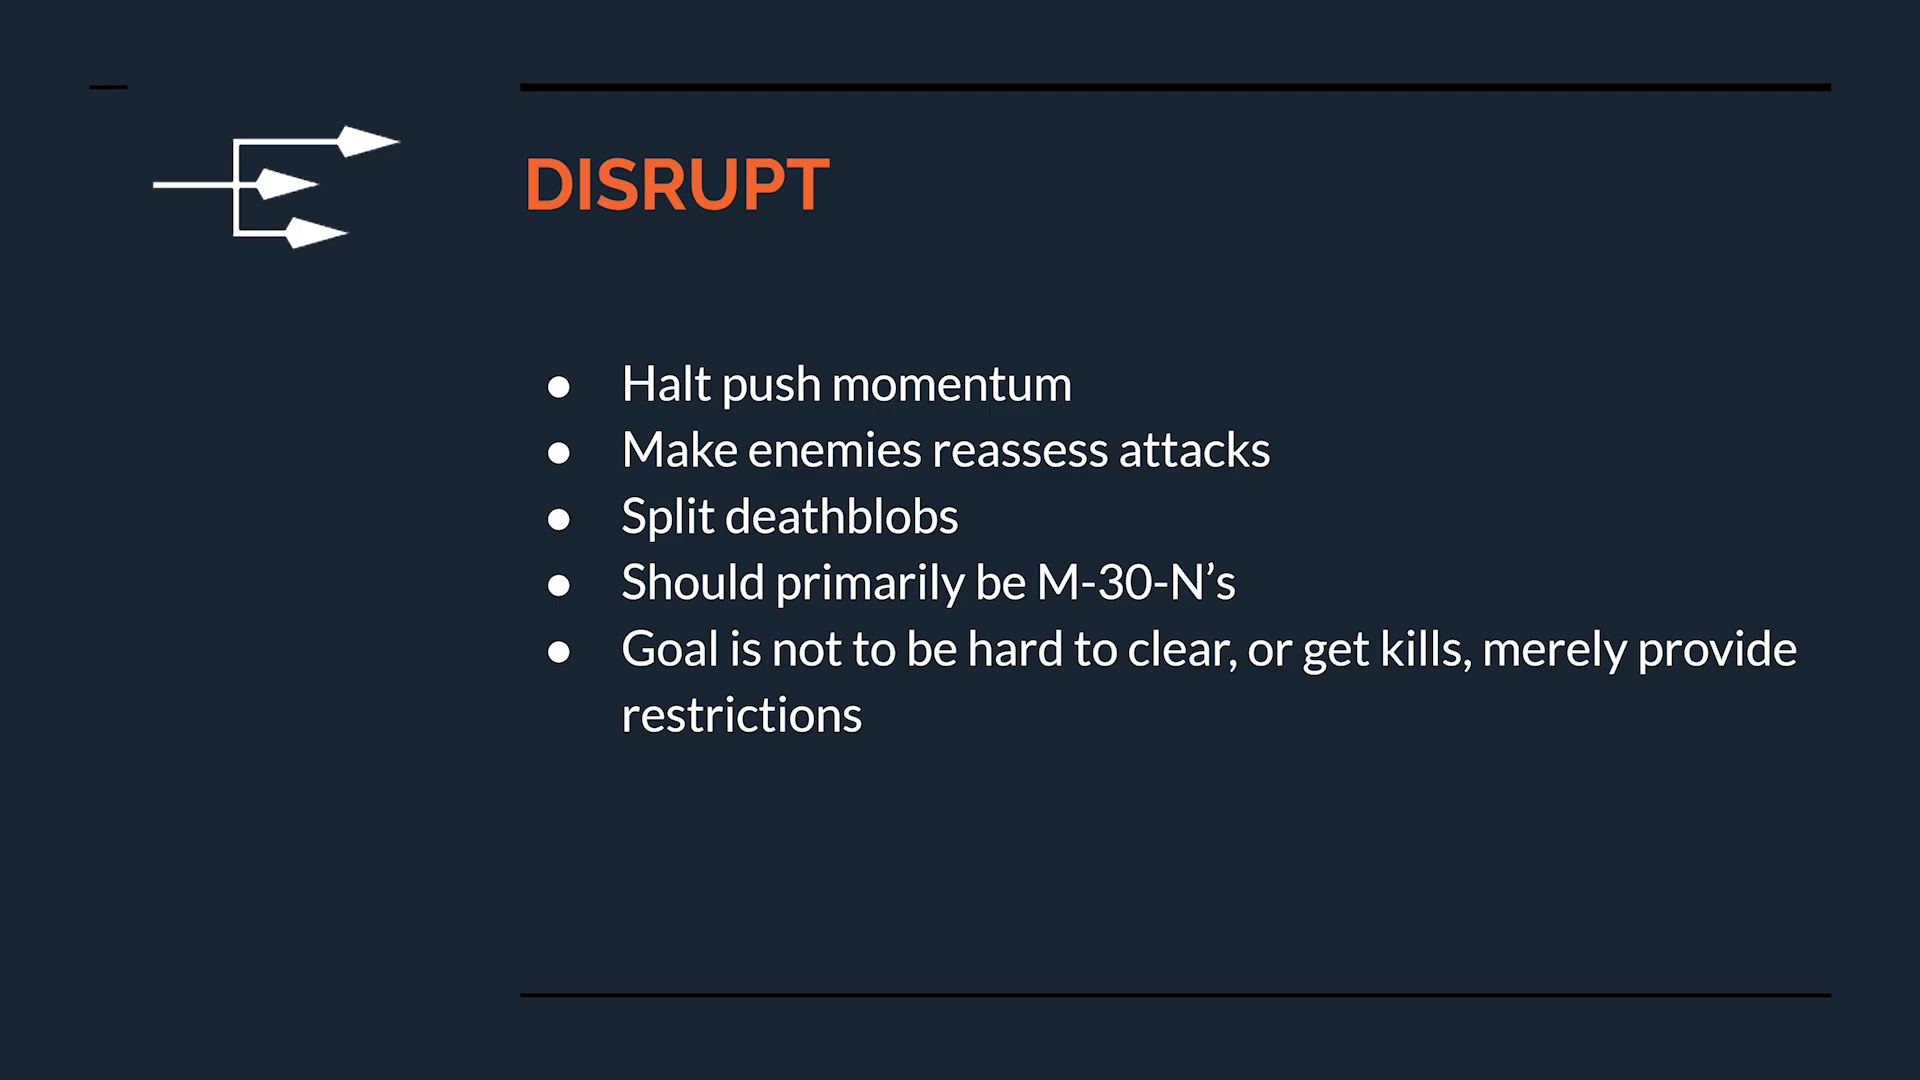 DISRUPT
● Halt push momentum
● Make enemies reassess attacks
● Split deathblobs
● Should primarily be M-30-N’s
● Goal is not to be hard to clear, or get kills, merely provide
restrictions